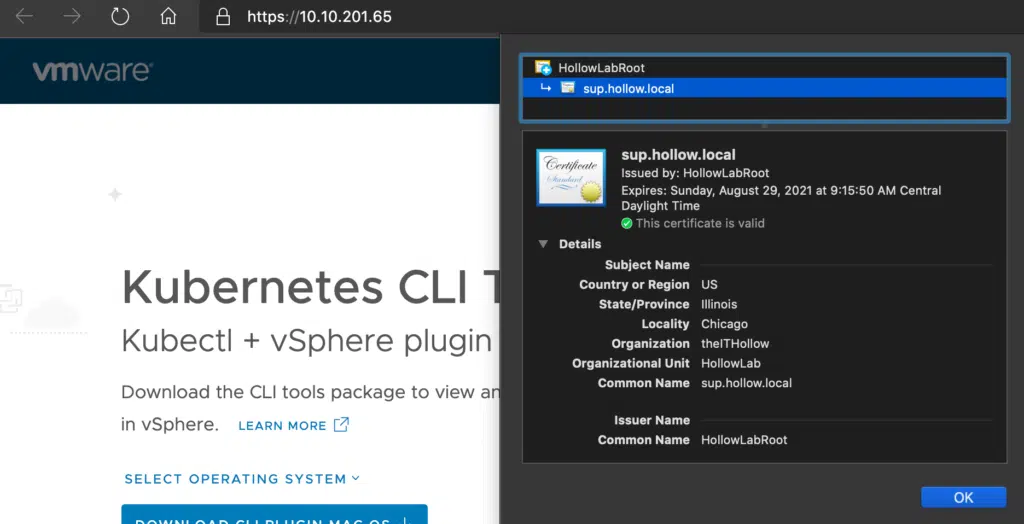 https://10.10.201.65
vmware®
Kubernetes CLI T
Kubectl + vSphere plugin
Download the CLI tools package to view an
in vSphere. LEARN MORE
SELECT OPERATING SYSTEM
DOWNLOAD CLI PLUGIN MAC OS
HollowLabRoot
sup.hollow.local
Certificate
Standard
sup.hollow.local
Issued by: HollowLabRoot
Expires: Sunday, August 29, 2021 at 9:15:50 AM Central
Daylight Time
This certificate is valid
Details
Subject Name
Country or Region US
State/Province Illinois
Locality Chicago
Organization theITHollow
Organizational Unit HollowLab
Common Name sup.hollow.local
Issuer Name
Common Name HollowLabRoot
OK